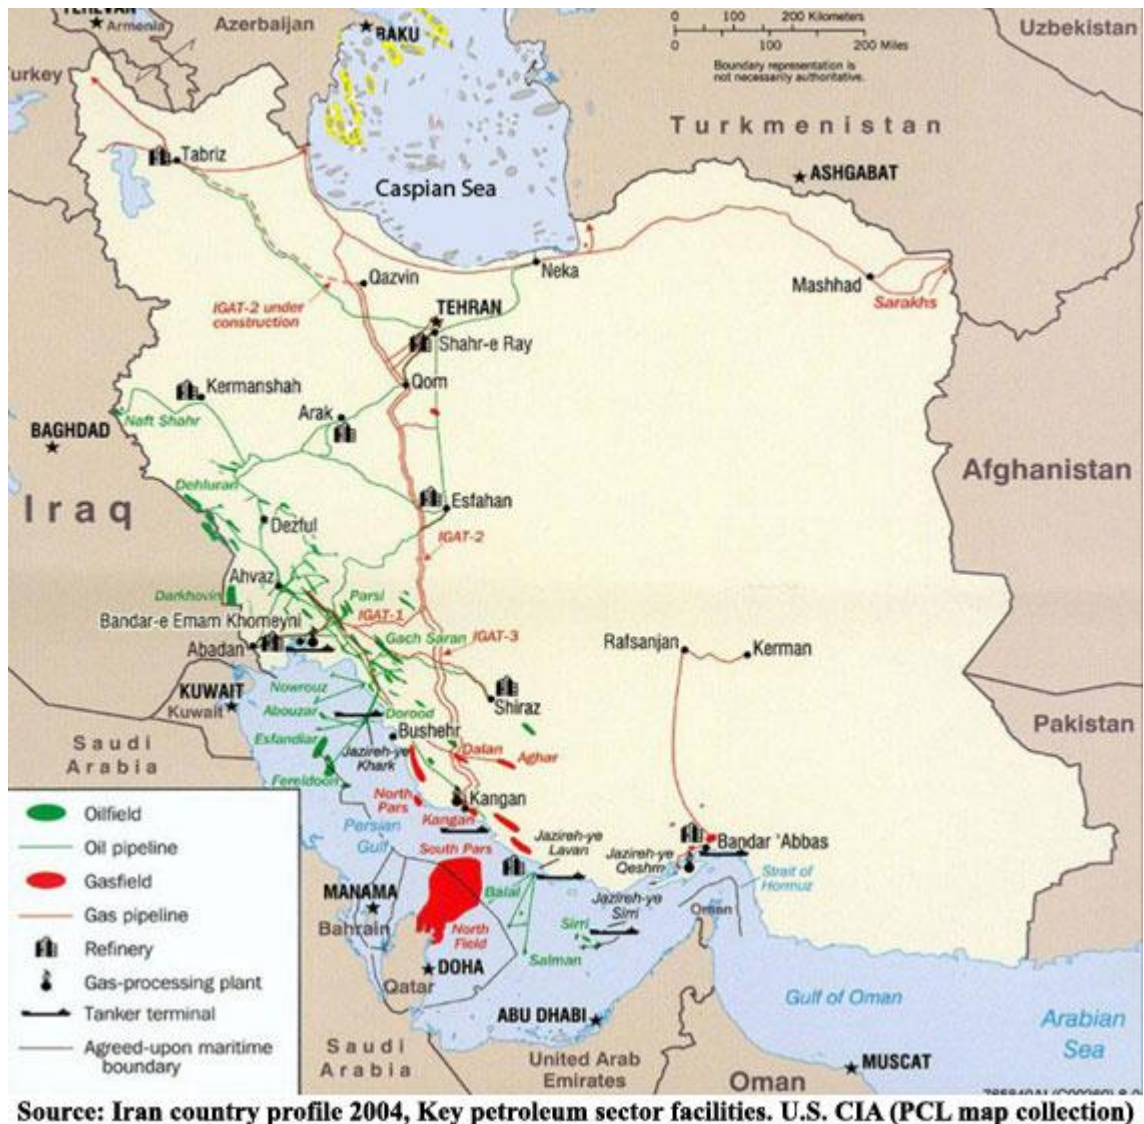 YEREVAN
Armenia
Azerbaijan
BAKU
0 100 200 Kilometers
0 100 200 Miles
Boundary representation is
not necessarily authoritative.
Uzbekistan
Turkey
Turkmenistan
ASHGABAT
Tabriz
Caspian Sea
Neka
Qazvin
Mashhad
Sarakhs
IGAT-2 under
construction
TEHRAN
Shahr-e Ray
Qom
Kermanshah
Arak
Naft Shahr
BAGHDAD
Afghanistan
Dehluran
Esfahan
Iraq
Dezful
IGAT-2
Ahvaz
Darkhovin
Parsi
Bandar-e Emam Khomeyni
IGAT-1
Gach Saran
IGAT-3
Abadan
Rafsanjan
Kerman
KUWAIT
Kuwait
Nowrouz
Abouzar
Dorood
Shiraz
Pakistan
Saudi
Arabia
Esfandiar
Bushehr
Jazireh-ye
Khark
Dalan
Aghar
Fereidoon
North
Pars
Kangan
Kangan
Persian
Gulf
South Pars
Jazireh-ye
Lavan
Jazireh-ye
Qeshm
Bandar 'Abbas
Strait of
Hormuz
MANAMA
Bahrain
Balal
Jazireh-ye
Sirri
Oman
North
Field
Sirri
Salman
DOHA
Qatar
Gulf of Oman
Arabian
Sea
ABU DHABI
Saudi
Arabia
United Arab
Emirates
MUSCAT
Oman
Oilfield
Oil pipeline
Gasfield
Gas pipeline
Refinery
Gas-processing plant
Tanker terminal
Agreed-upon maritime
boundary
Source: Iran country profile 2004, Key petroleum sector facilities. U.S. CIA (PCL map collection)